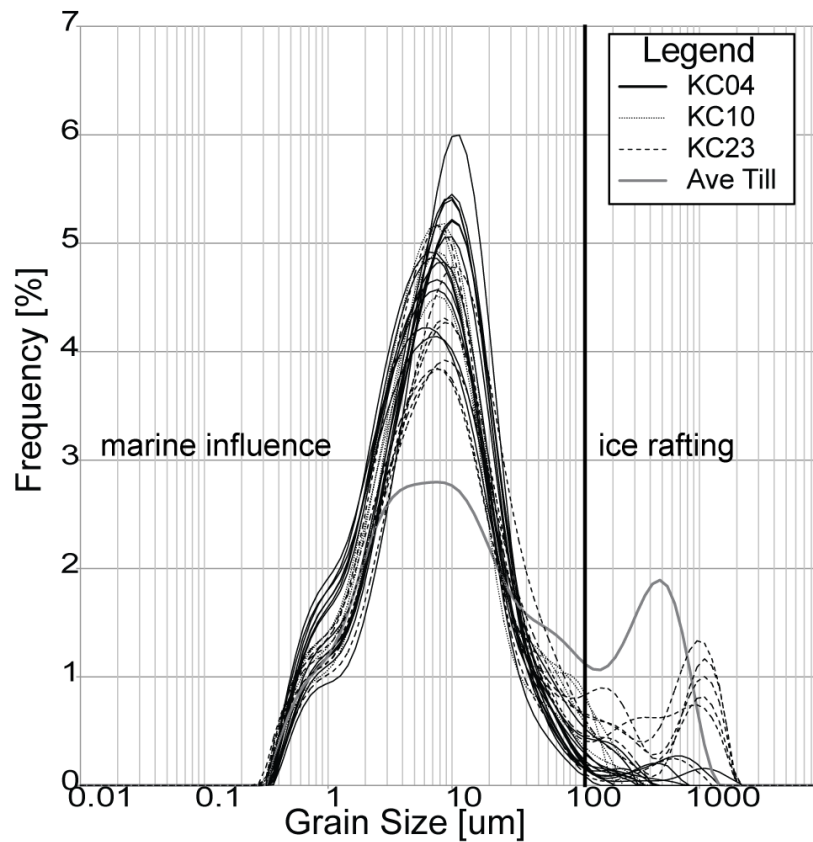 7
6
5
4
3
2
1
0
Frequency [%]
Legend
KC04
KC10
KC23
Ave Till
marine influence
ice rafting
0.01 0.1 1 10 100 1000
Grain Size [um]